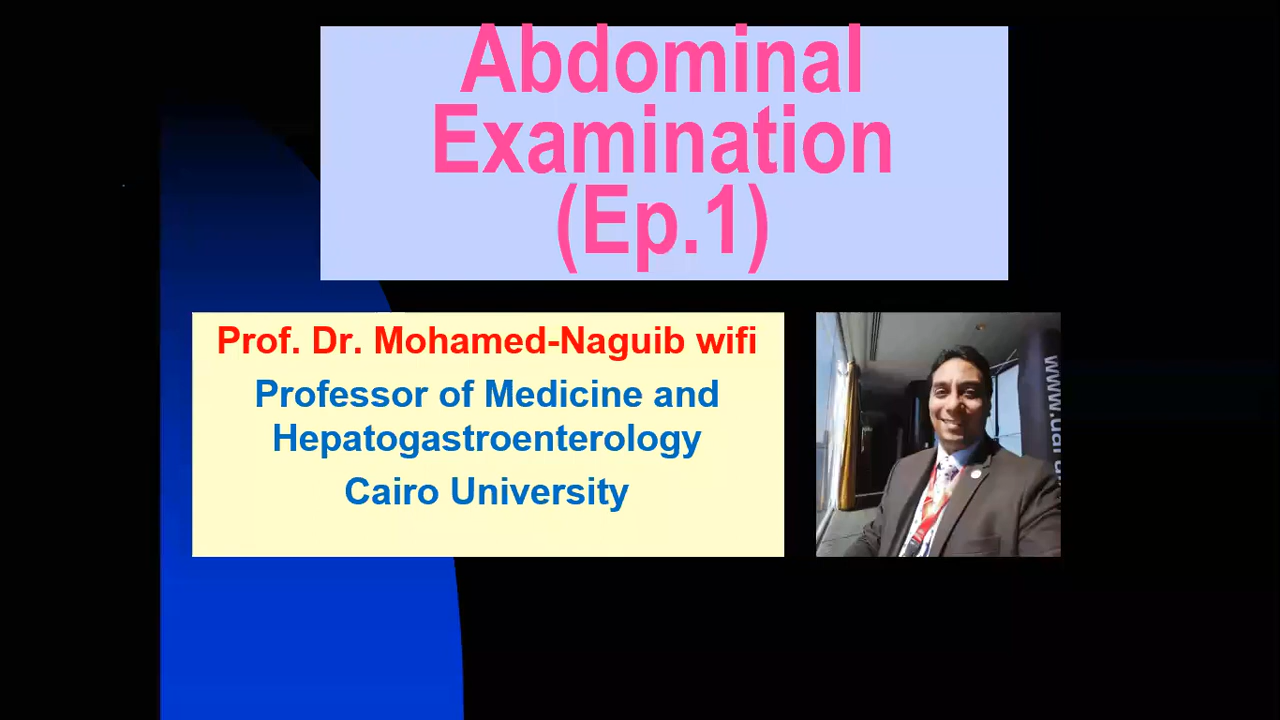 Abdominal
Examination
(Ep.1)
Prof. Dr. Mohamed-Naguib wifi
Professor of Medicine and
Hepatogastroenterology
Cairo University